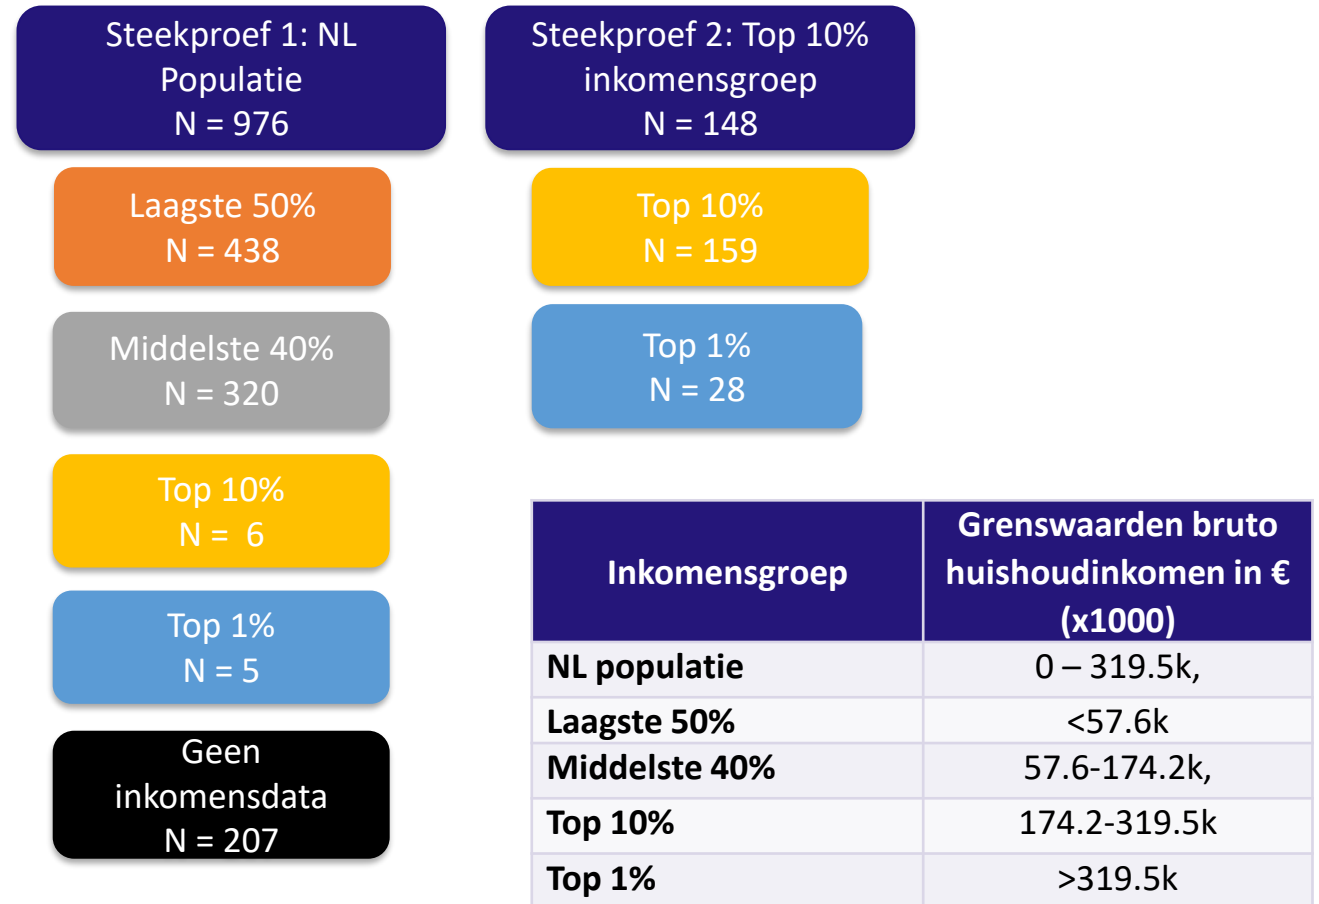 Steekproef 1: NL
Populatie
N = 976
Laagste 50%
N = 438
Middelste 40%
N = 320
Top 10%
N =  6
Top 1%
N = 5
Geen
inkomensdata
N = 207
Steekproef 2: Top 10%
inkomensgroep
N = 148
Top 10%
N = 159
Top 1%
N = 28
Inkomensgroep
Grenswaarden bruto
huishoudinkomen in €
(x1000)
NL populatie 0 – 319.5k,
Laagste 50% <57.6k
Middelste 40% 57.6-174.2k,
Top 10% 174.2-319.5k
Top 1% >319.5k